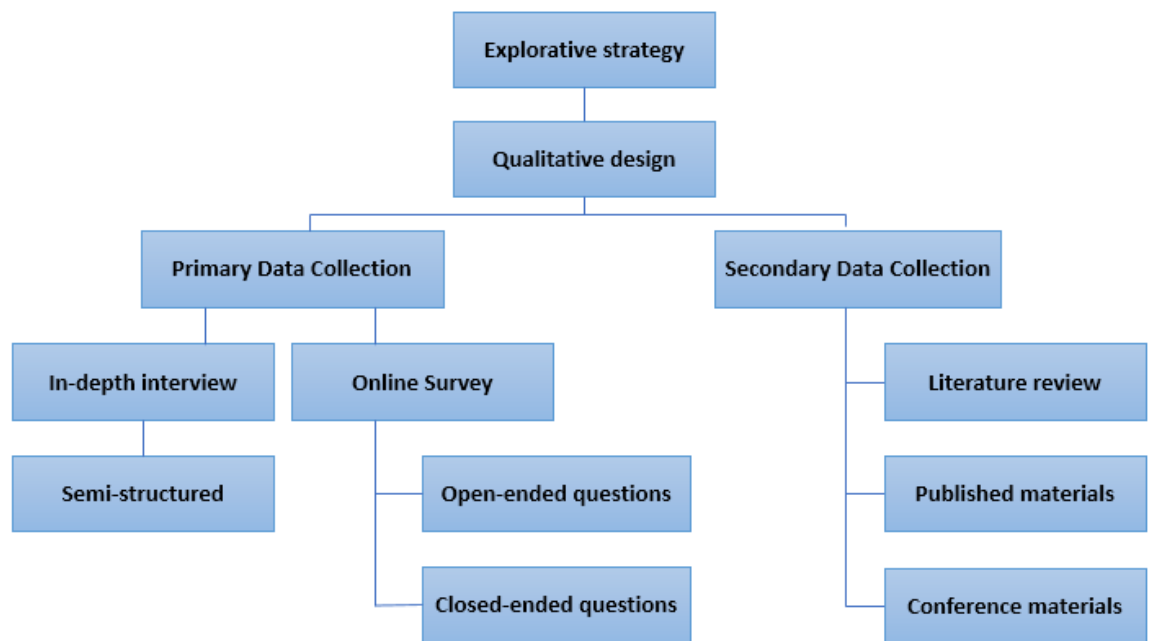 Explorative strategy
Qualitative design
Primary Data Collection
Secondary Data Collection
In-depth interview
Online Survey
Literature review
Semi-structured
Open-ended questions
Published materials
Closed-ended questions
Conference materials